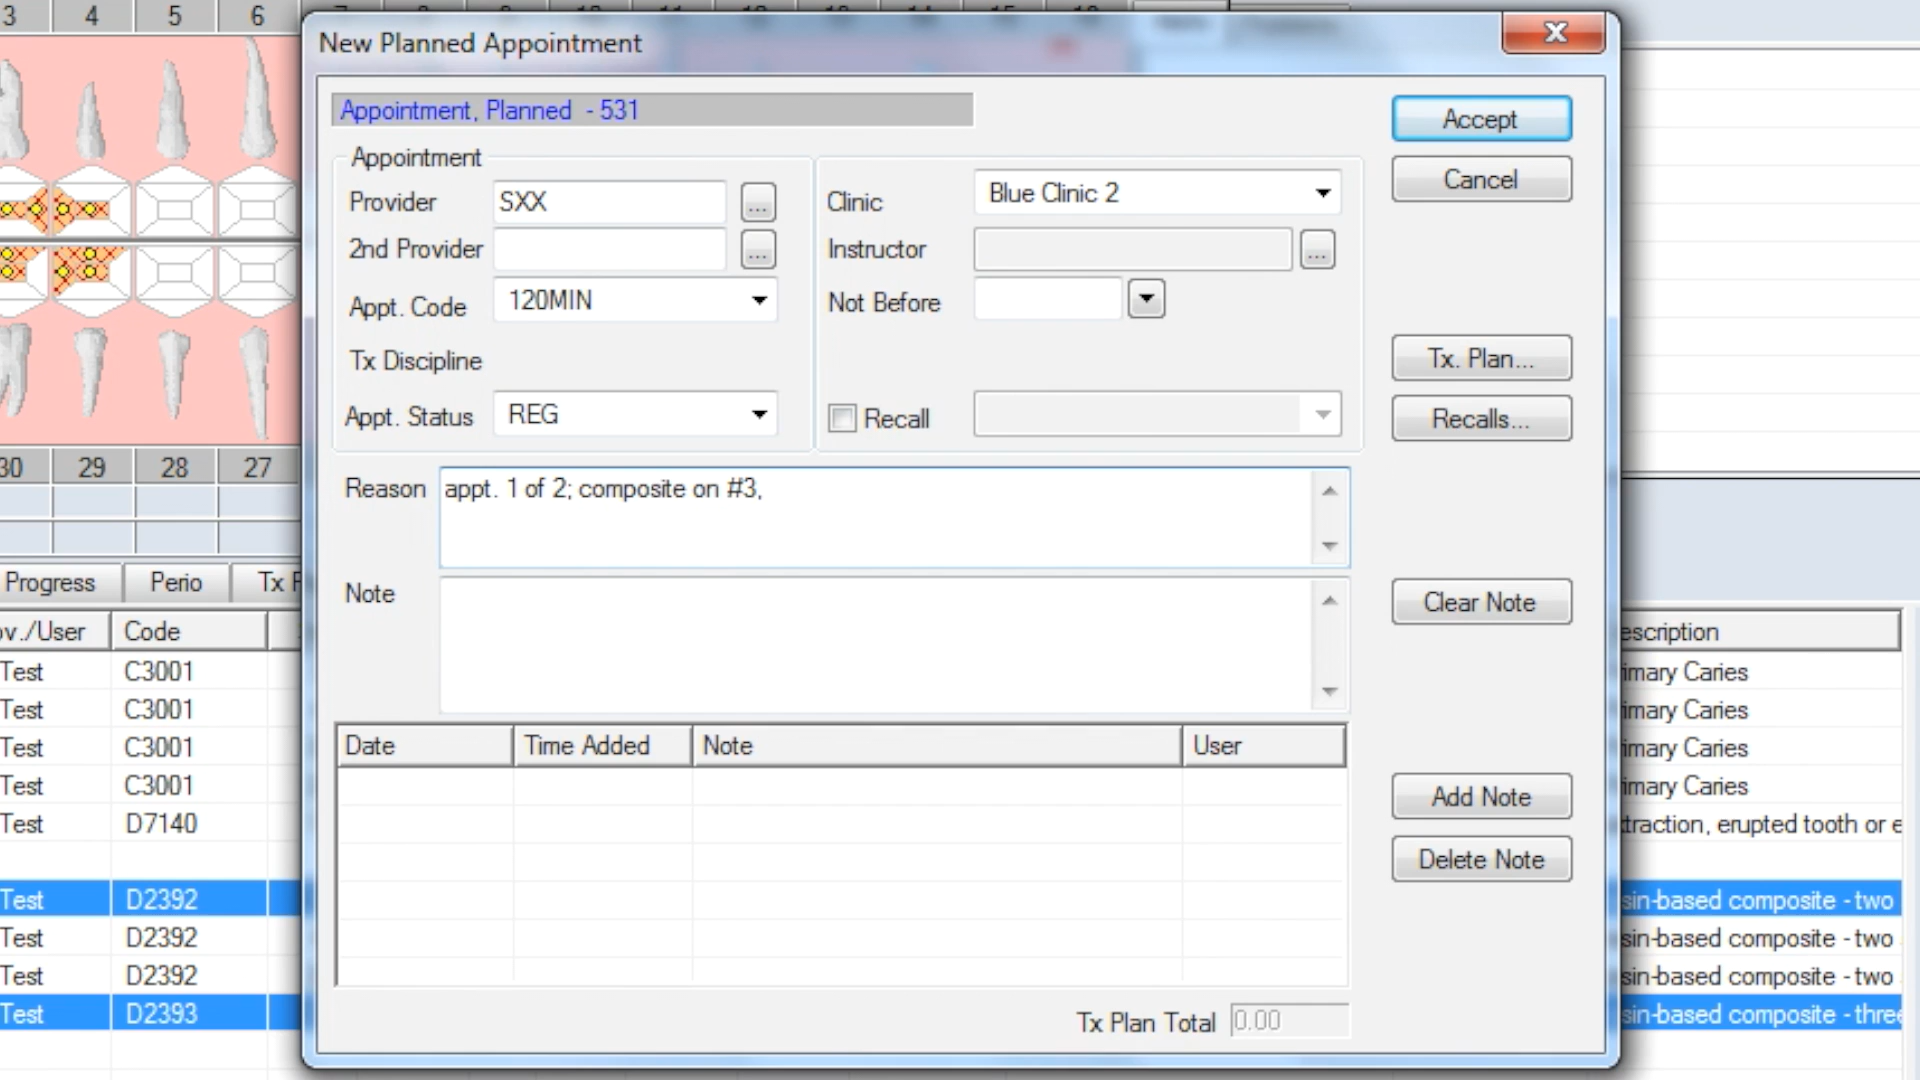 3 4 5 6
New Planned Appointment
Appointment, Planned - 531
Accept
Appointment
Provider SXX ... Clinic Blue Clinic 2
Cancel
2nd Provider ... Instructor ...
Appt. Code 120MIN Not Before
Tx Discipline
Tx. Plan...
Appt. Status REG Recall
Recalls...
30 29 28 27
Reason appt. 1 of 2; composite on #3,
Progress Perio Tx
Note
Clear Note
ov./User Code
escription
Test C3001 imary Caries
Test C3001 imary Caries
Test C3001 imary Caries
Test C3001 imary Caries
Test D7140 traction, erupted tooth or e
Date Time Added Note User
Add Note
Delete Note
Test D2392 sin-based composite - two
Test D2392 sin-based composite - two
Test D2392 sin-based composite - two
Test D2393 sin-based composite - three
Tx Plan Total 0.00